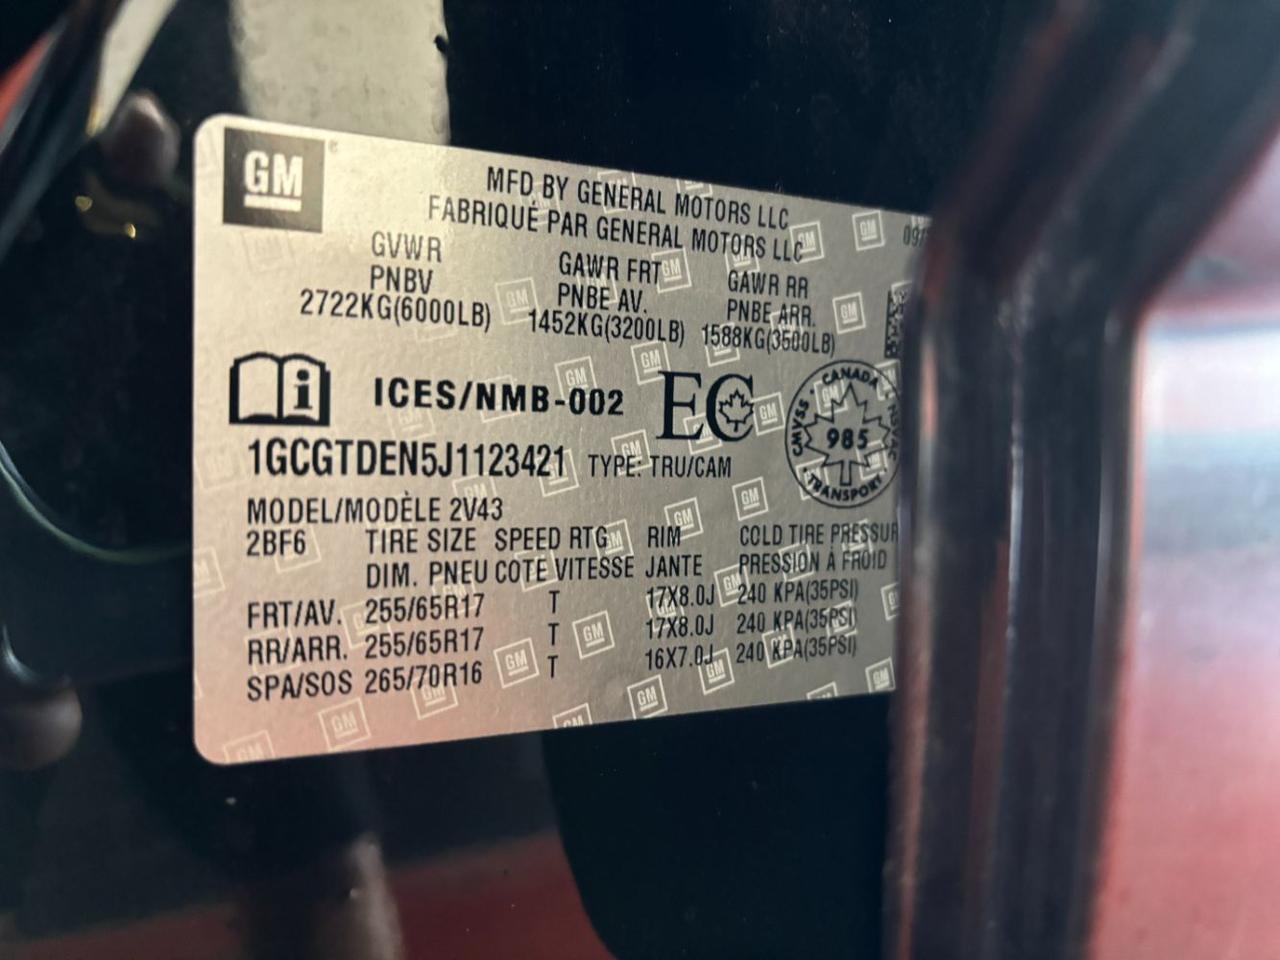 GM
MFD BY GENERAL MOTORS LLC
FABRIQUÉ PAR GENERAL MOTORS LLC
09/
GVWR GAWR FRT GAWR RR
PNBV PNBE AV. PNBE ARR.
2722KG(6000LB) 1452KG(3200LB) 1588KG(3500LB)
ICES/NMB-002 EC
CANADA
CMVSS 985 NSVAC
TRANSPORT
1GCGTDEN5J1123421 TYPE: TRU/CAM
MODEL/MODÈLE 2V43
2BF6 TIRE SIZE SPEED RTG RIM COLD TIRE PRESSUR
DIM. PNEU COTE VITESSE JANTE PRESSION À FROID
FRT/AV. 255/65R17 T 17X8.0J 240 KPA(35PSI)
RR/ARR. 255/65R17 T 17X8.0J 240 KPA(35PSI)
SPA/SOS 265/70R16 T 16X7.0J 240 KPA(35PSI)